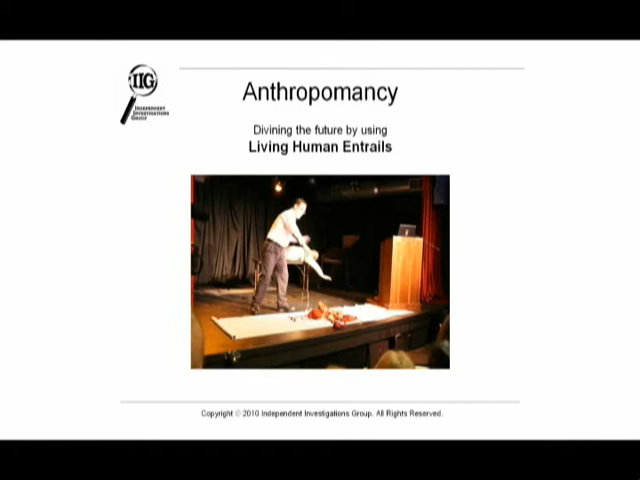 IIG
INDEPENDENT
INVESTIGATIONS
GROUP
Anthropomancy
Divining the future by using
Living Human Entrails
Copyright © 2010 Independent Investigations Group. All Rights Reserved.